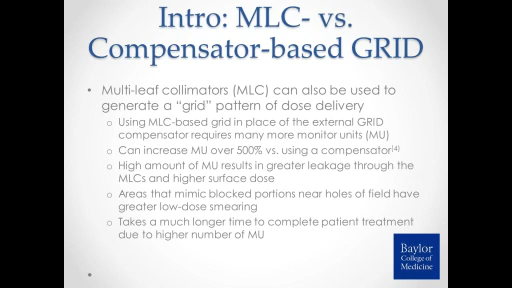 Intro: MLC- vs.
Compensator-based GRID
• Multi-leaf collimators (MLC) can also be used to
generate a “grid” pattern of dose delivery
o Using MLC-based grid in place of the external GRID
compensator requires many more monitor units (MU)
o Can increase MU over 500% vs. using a compensator(4)
o High amount of MU results in greater leakage through the
MLCs and higher surface dose
o Areas that mimic blocked portions near holes of field have
greater low-dose smearing
o Takes a much longer time to complete patient treatment
due to higher number of MU
Baylor
College of
Medicine
•